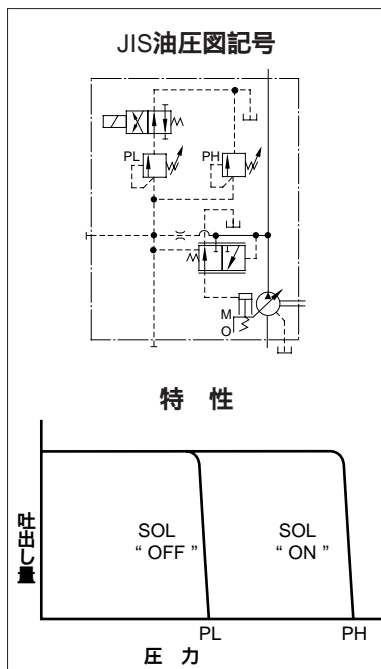 JIS油圧図記号
PL
PH
M
O
特 性
吐出し量
SOL
“ OFF ”
SOL
“ ON ”
PL
PH
圧 力